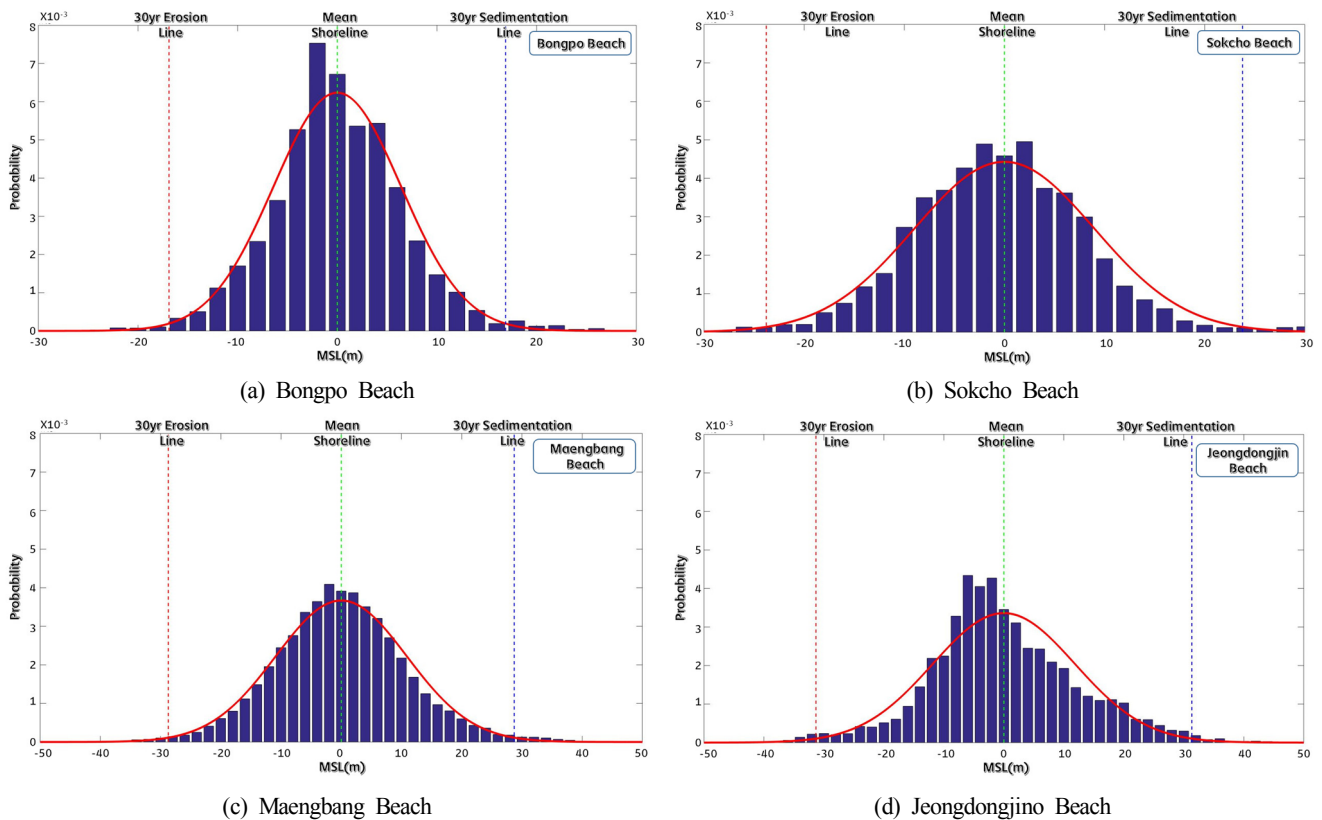 X10-3
30yr Erosion
Line
Mean
Shoreline
30yr Sedimentation
Line
Bongpo Beach
8
7
6
5
4
3
2
1
0
Probability
-30
-20
-10
0
10
20
30
MSL(m)
(a) Bongpo Beach
X10-3
30yr Erosion
Line
Mean
Shoreline
30yr Sedimentation
Line
Sokcho Beach
8
7
6
5
4
3
2
1
0
Probability
-30
-20
-10
0
10
20
30
MSL(m)
(b) Sokcho Beach
X10-3
30yr Erosion
Line
Mean
Shoreline
30yr Sedimentation
Line
Maengbang
Beach
8
7
6
5
4
3
2
1
0
Probability
-50
-40
-30
-20
-10
0
10
20
30
40
50
MSL(m)
(c) Maengbang Beach
X10-3
30yr Erosion
Line
Mean
Shoreline
30yr Sedimentation
Line
Jeongdongjin
Beach
8
7
6
5
4
3
2
1
0
Probability
-50
-40
-30
-20
-10
0
10
20
30
40
50
MSL(m)
(d) Jeongdongjino Beach